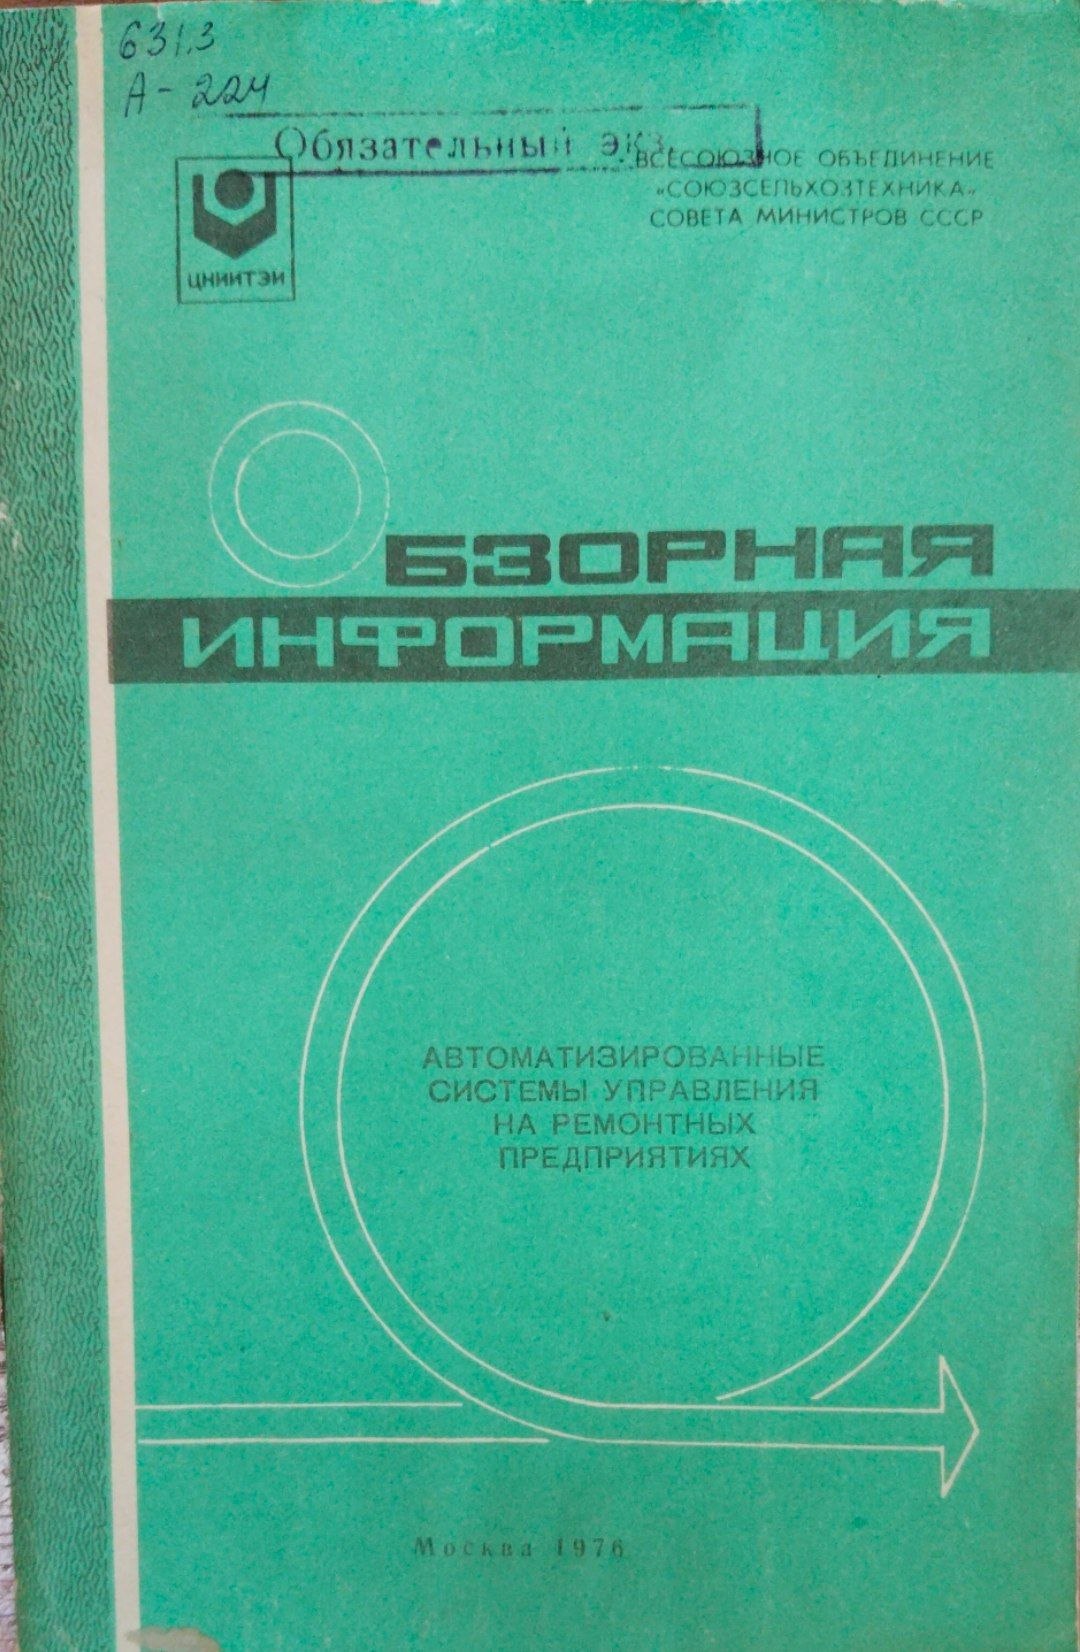 631.3
А-224
Обязательный экз.
ВСЕСОЮЗНОЕ ОБЪЕДИНЕНИЕ
«СОЮЗСЕЛЬХОЗТЕХНИКА»
СОВЕТА МИНИСТРОВ СССР
ЦНИИТЭИ
ОБЗОРНАЯ
ИНФОРМАЦИЯ
АВТОМАТИЗИРОВАННЫЕ
СИСТЕМЫ УПРАВЛЕНИЯ
НА РЕМОНТНЫХ
ПРЕДПРИЯТИЯХ
Москва 1976